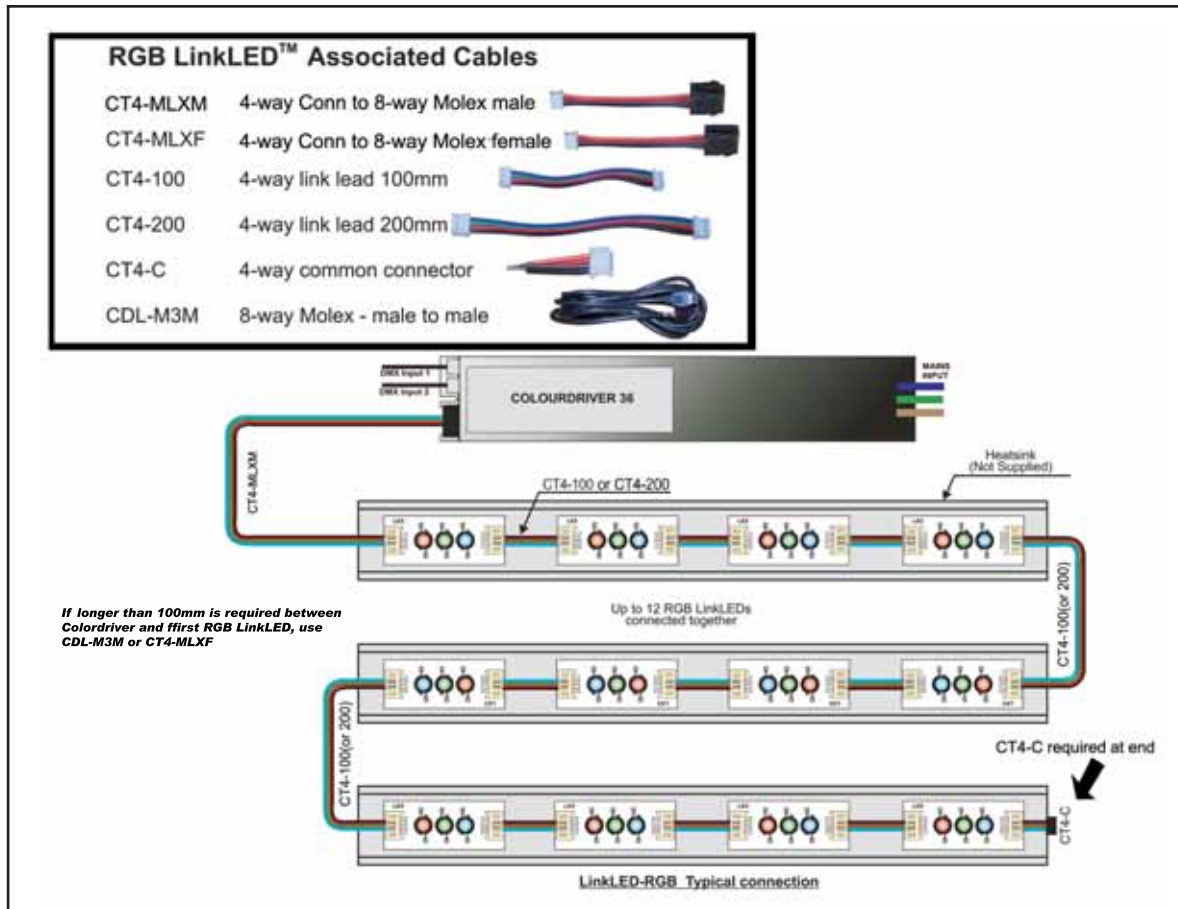 RGB LinkLED™ Associated Cables
CT4-MLXM 4-way Conn to 8-way Molex male
CT4-MLXF 4-way Conn to 8-way Molex female
CT4-100 4-way link lead 100mm
CT4-200 4-way link lead 200mm
CT4-C 4-way common connector
CDL-M3M 8-way Molex - male to male
DMX Input 1
DMX Input 2
COLOURDRIVER 36
MAINS
INPUT
CT4-MLXM
CT4-100 or CT4-200
Heatsink
(Not Supplied)
If longer than 100mm is required between
Colordriver and ffirst RGB LinkLED, use
CDL-M3M or CT4-MLXF
Up to 12 RGB LinkLEDs
connected together
CT4-100(or 200)
CT4-100(or 200)
CT4-C required at end
CT4-C
LinkLED-RGB Typical connection